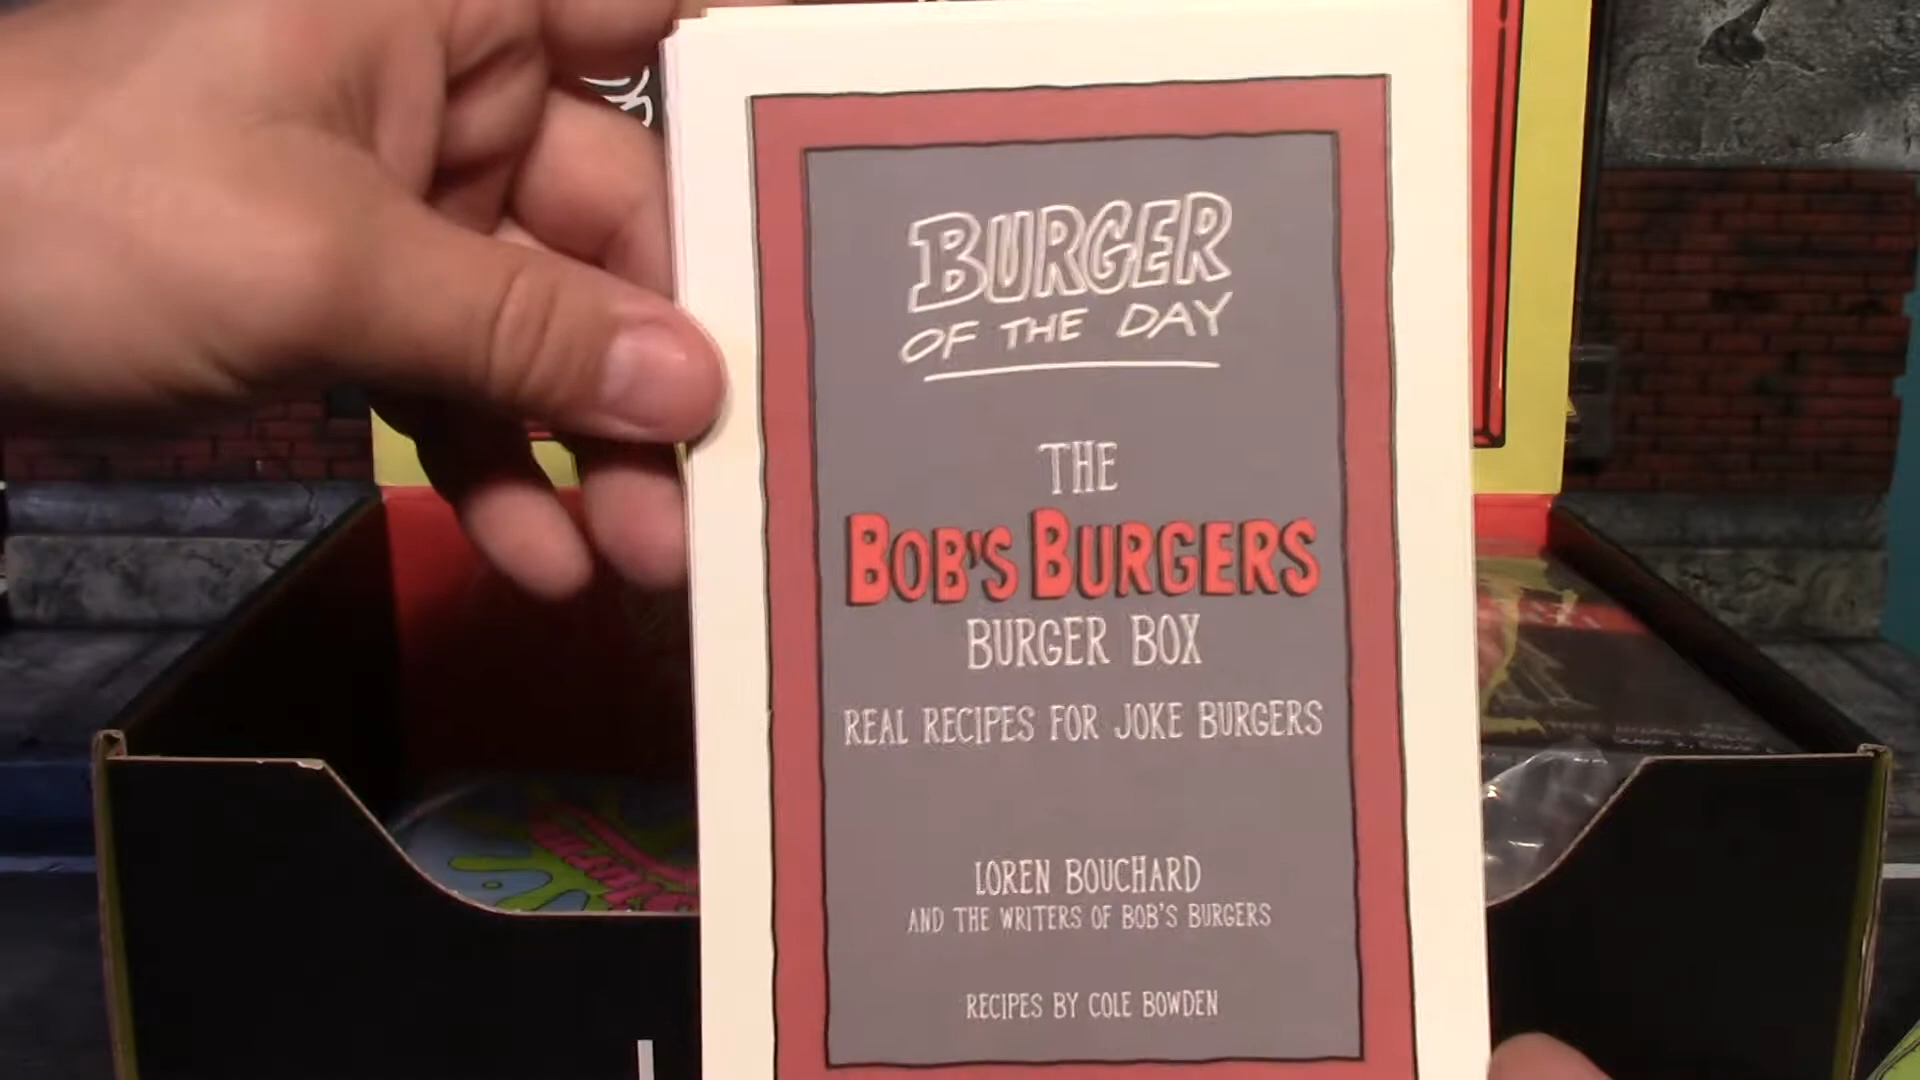 BURGER
OF THE DAY
THE
BOB'S BURGERS
BURGER BOX
REAL RECIPES FOR JOKE BURGERS
LOREN BOUCHARD
AND THE WRITERS OF BOB'S BURGERS
RECIPES BY COLE BOWDEN